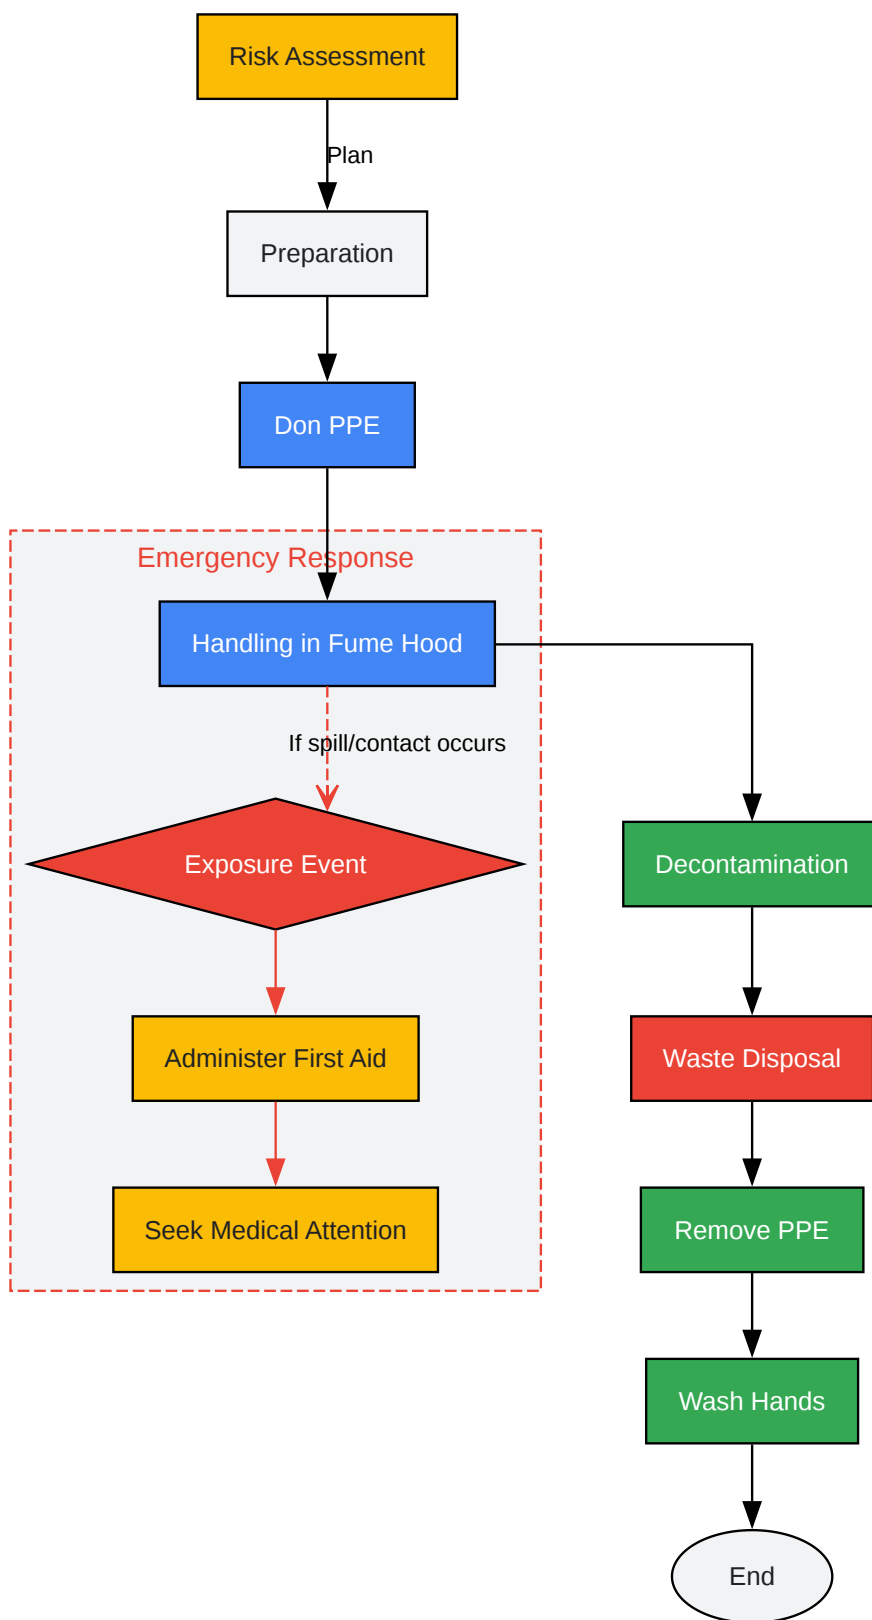 Risk Assessment
Plan
Preparation
Don PPE
Emergency Response
Handling in Fume Hood
If spill/contact occurs
Exposure Event
Decontamination
Administer First Aid
Waste Disposal
Seek Medical Attention
Remove PPE
Wash Hands
End